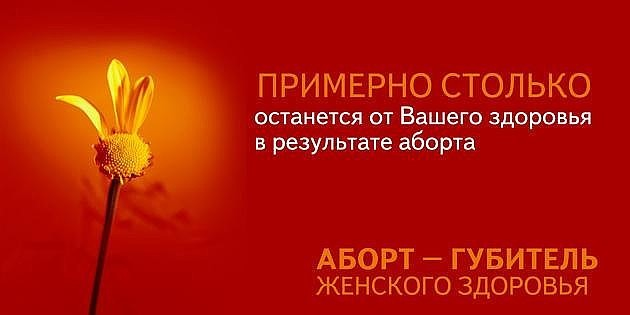 ПРИМЕРНО СТОЛЬКО
останется от Вашего здоровья
в результате аборта
АБОРТ – ГУБИТЕЛЬ
ЖЕНСКОГО ЗДОРОВЬЯ